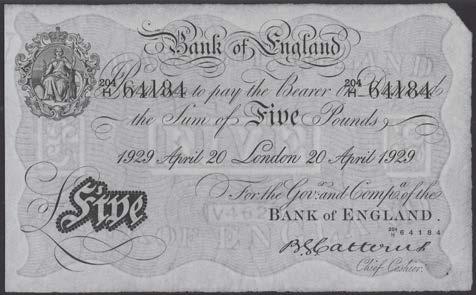 Bank of England
204/H 64184 204/H 64184
Promise to pay the Bearer on Demand
the Sum of Five Pounds
1929 April 20 London 20 April 1929
For the Govr. and Compa. of the
BANK OF ENGLAND.
Five
204/H 64184
B G Catterns
Chief Cashier.